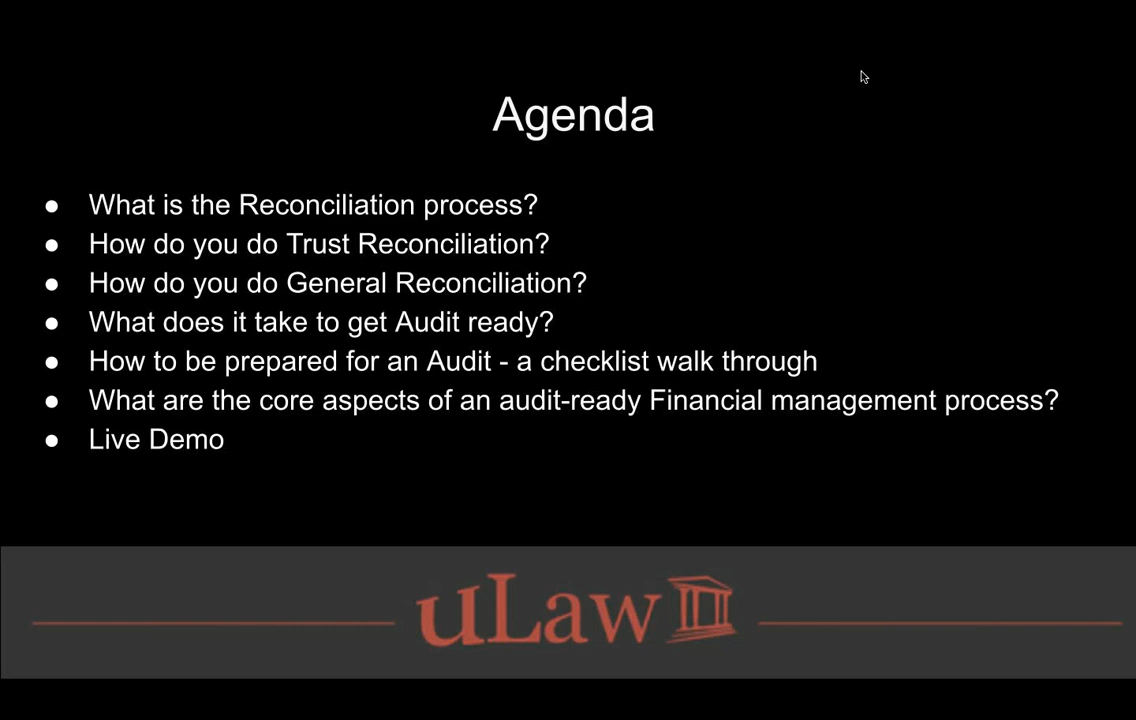 Agenda
● What is the Reconciliation process?
● How do you do Trust Reconciliation?
● How do you do General Reconciliation?
● What does it take to get Audit ready?
● How to be prepared for an Audit - a checklist walk through
● What are the core aspects of an audit-ready Financial management process?
● Live Demo
uLaw